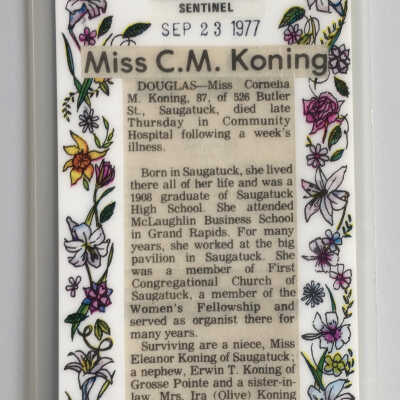 SENTINEL
SEP 23 1977
Miss C.M. Koning
DOUGLAS—Miss Cornelia
M. Koning, 87, of 526 Butler
St., Saugatuck, died late
Thursday in Community
Hospital following a week's
illness.
Born in Saugatuck, she lived
there all of her life and was a
1908 graduate of Saugatuck
High School. She attended
McLaughlin Business School
in Grand Rapids. For many
years, she worked at the big
pavilion in Saugatuck. She
was a member of First
Congregational Church of
Saugatuck, a member of the
Women's Fellowship and
served as organist there for
many years.
Surviving are a niece, Miss
Eleanor Koning of Saugatuck;
a nephew, Erwin T. Koning of
Grosse Pointe and a sister-in-
law, Mrs. Ira (Olive) Koning